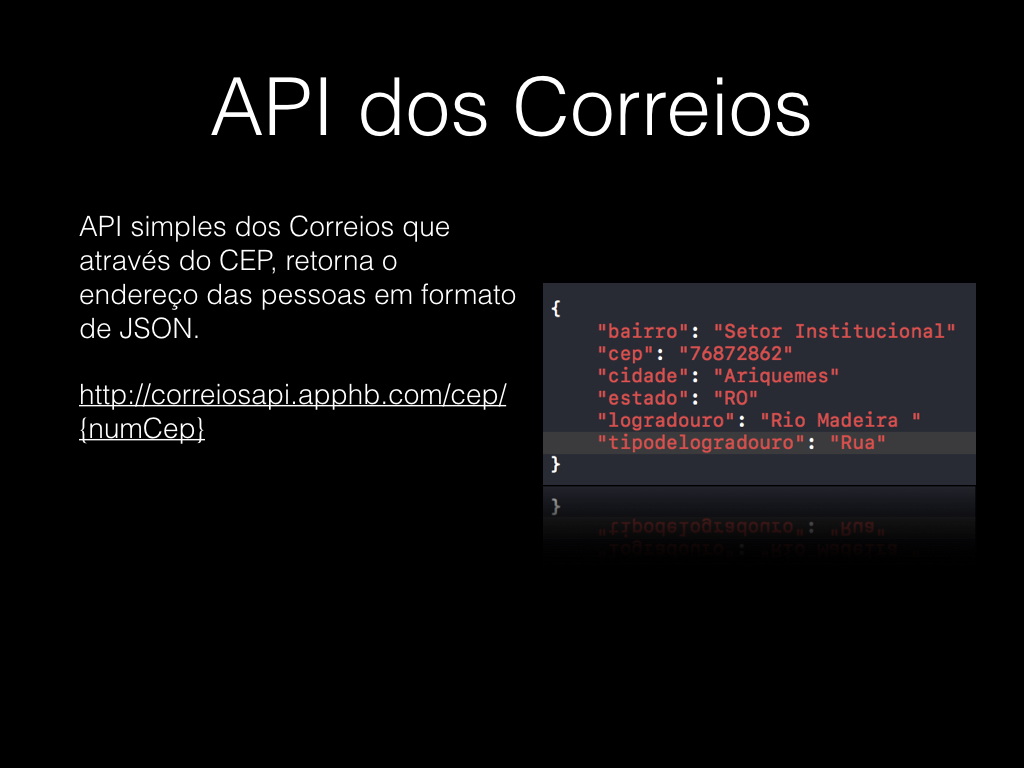 API dos Correios
API simples dos Correios que
através do CEP, retorna o
endereço das pessoas em formato
de JSON.
http://correiosapi.apphb.com/cep/
{numCep}
{
"bairro": "Setor Institucional"
"cep": "76872862"
"cidade": "Ariquemes"
"estado": "RO"
"logradouro": "Rio Madeira "
"tipodelogradouro": "Rua"
}